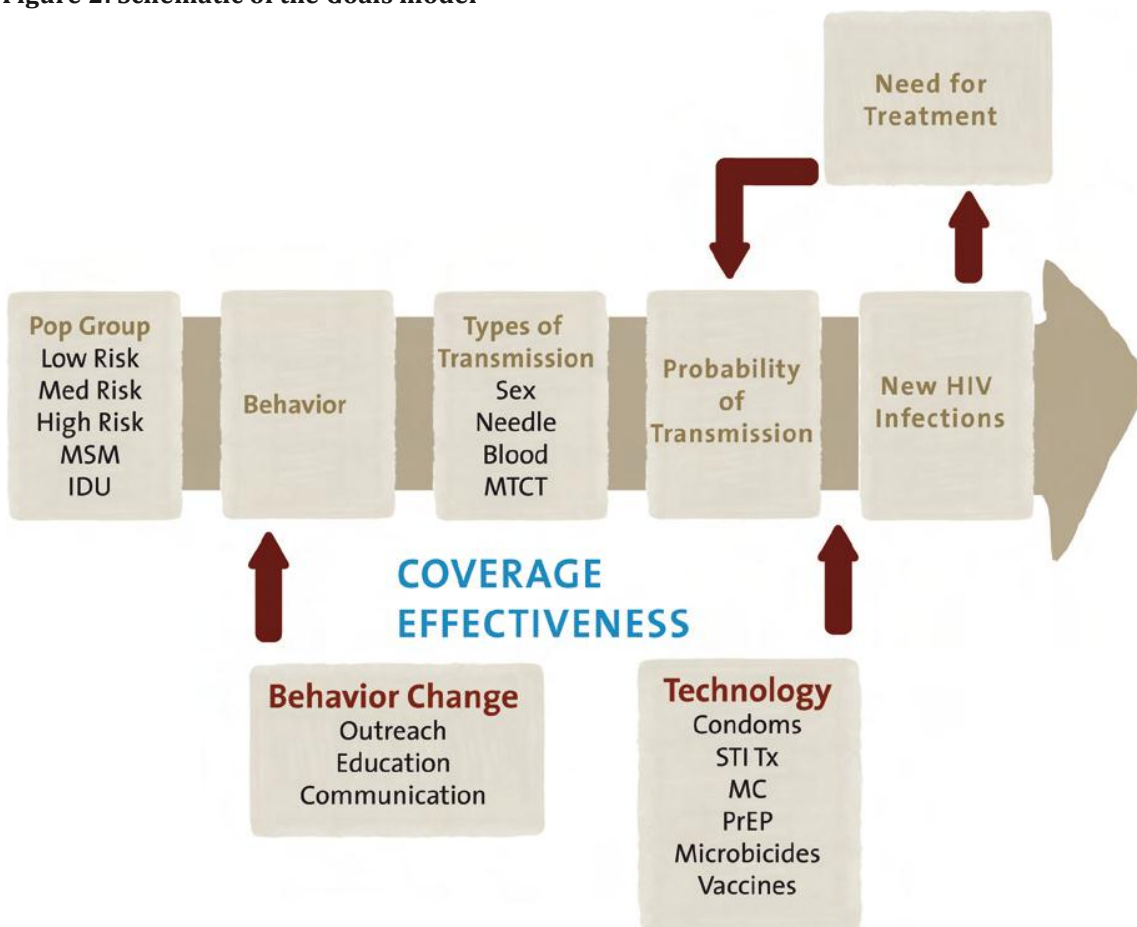 Figure 2: Schematic of the Goals model
Need for
Treatment
Pop Group
Low Risk
Med Risk
High Risk
MSM
IDU
Behavior
Types of
Transmission
Sex
Needle
Blood
MTCT
Probability
of
Transmission
New HIV
Infections
COVERAGE
EFFECTIVENESS
Behavior Change
Outreach
Education
Communication
Technology
Condoms
STI Tx
MC
PrEP
Microbicides
Vaccines